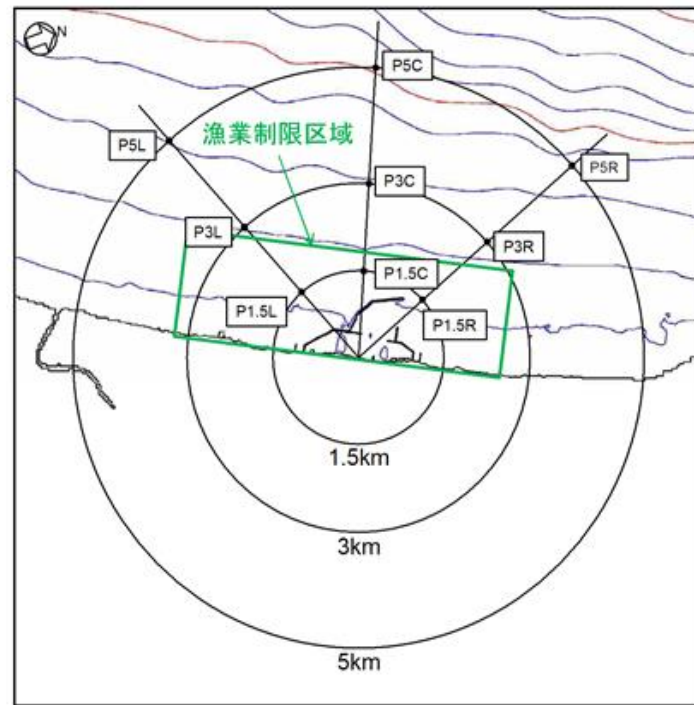 N
P5C
P5L
漁業制限区域
P5R
P3C
P3L
P3R
P1.5C
P1.5L
P1.5R
1.5km
3km
5km